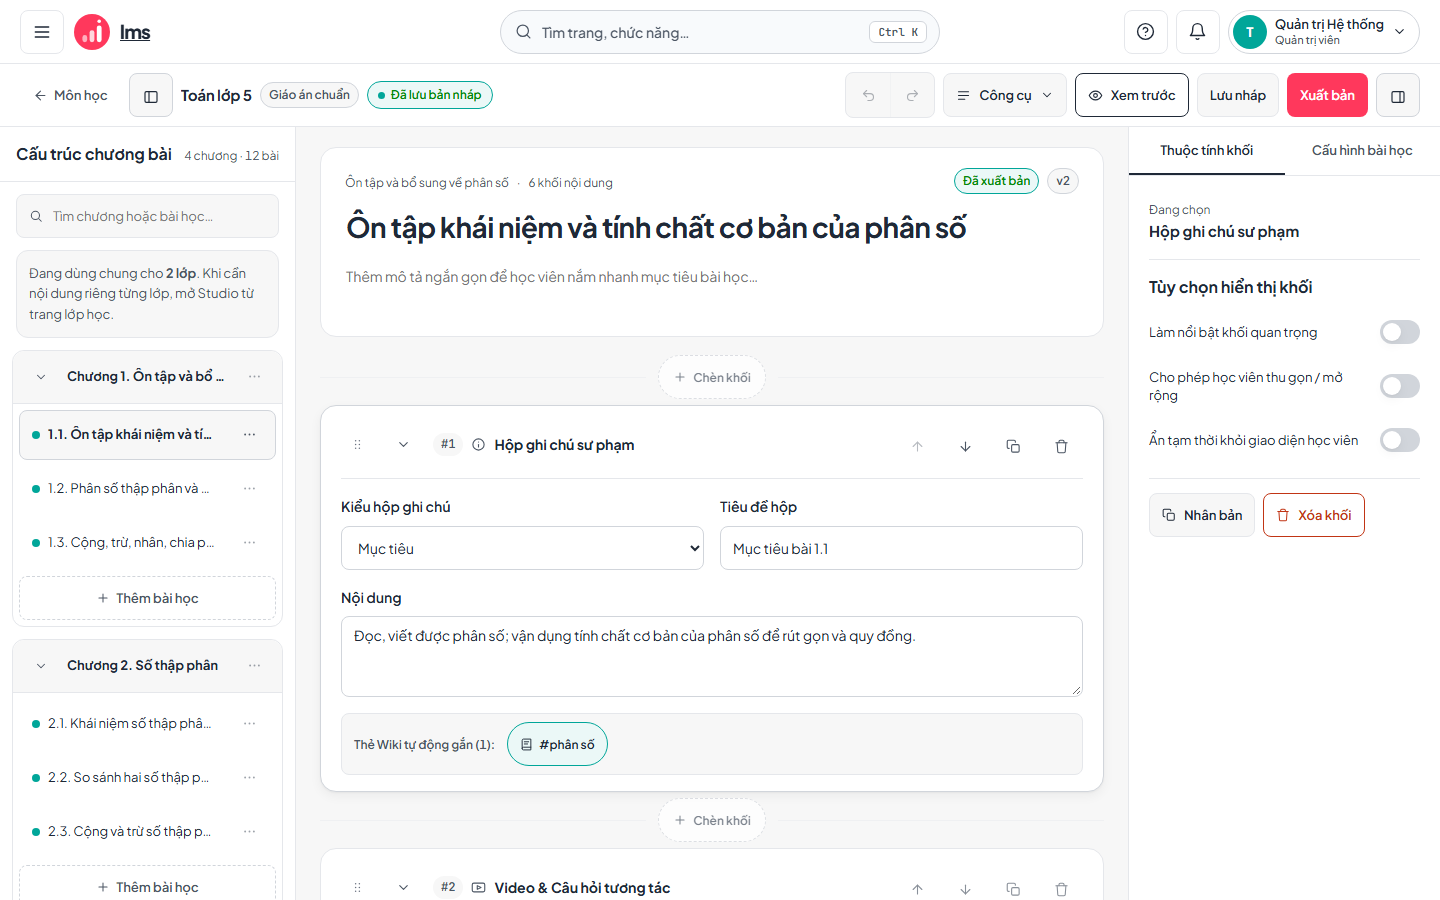 lms
Tìm trang, chức năng...
Ctrl K
T
Quản trị Hệ thống
Quản trị viên
Môn học
Toán lớp 5
Giáo án chuẩn
Đã lưu bản nháp
Công cụ
Xem trước
Lưu nháp
Xuất bản
Cấu trúc chương bài
4 chương · 12 bài
Tìm chương hoặc bài học...
Đang dùng chung cho 2 lớp. Khi cần
nội dung riêng từng lớp, mở Studio từ
trang lớp học.
Chương 1. Ôn tập và bổ ...
1.1. Ôn tập khái niệm và tí...
1.2. Phân số thập phân và ...
1.3. Cộng, trừ, nhân, chia p...
Thêm bài học
Chương 2. Số thập phân
2.1. Khái niệm số thập phâ...
2.2. So sánh hai số thập p...
2.3. Cộng và trừ số thập p...
Thêm bài học
Ôn tập và bổ sung về phân số · 6 khối nội dung
Đã xuất bản
v2
Ôn tập khái niệm và tính chất cơ bản của phân số
Thêm mô tả ngắn gọn để học viên nắm nhanh mục tiêu bài học...
Chèn khối
#1
Hộp ghi chú sư phạm
Kiểu hộp ghi chú
Tiêu đề hộp
Mục tiêu
Mục tiêu bài 1.1
Nội dung
Đọc, viết được phân số; vận dụng tính chất cơ bản của phân số để rút gọn và quy đồng.
Thẻ Wiki tự động gắn (1):
#phân số
Chèn khối
#2
Video & Câu hỏi tương tác
Thuộc tính khối
Cấu hình bài học
Đang chọn
Hộp ghi chú sư phạm
Tùy chọn hiển thị khối
Làm nổi bật khối quan trọng
Cho phép học viên thu gọn / mở
rộng
Ẩn tạm thời khỏi giao diện học viên
Nhân bản
Xóa khối